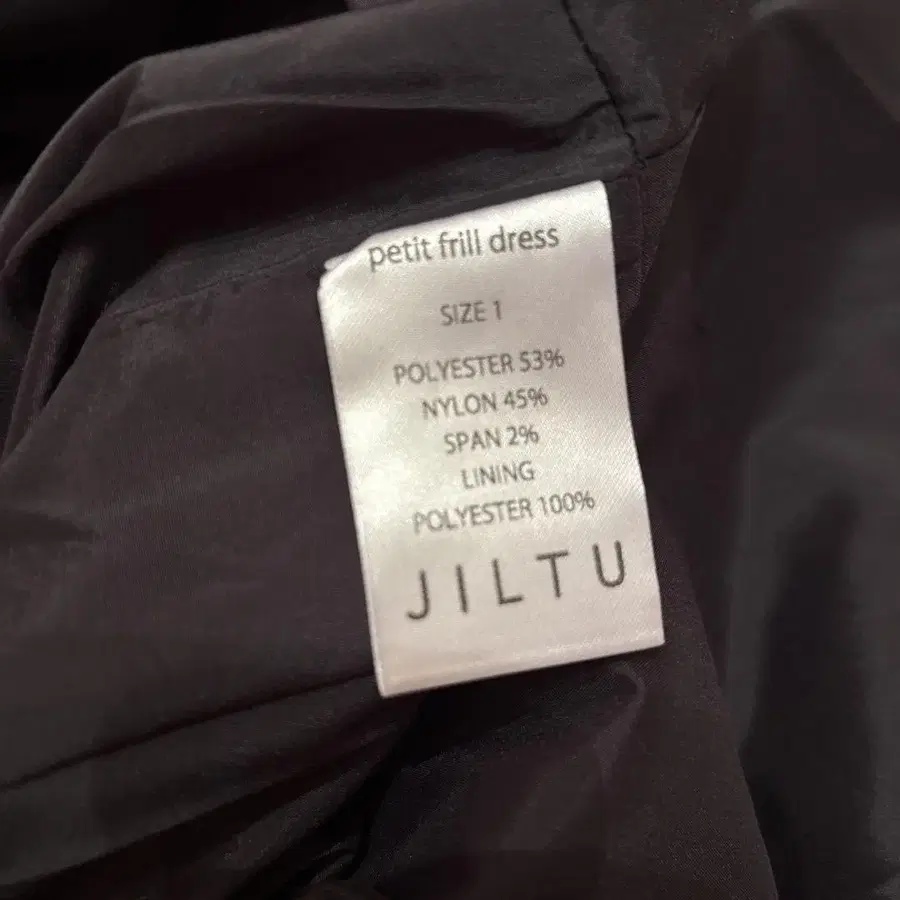 petit frill dress
SIZE 1
POLYESTER 53%
NYLON 45%
SPAN 2%
LINING
POLYESTER 100%
JILTU